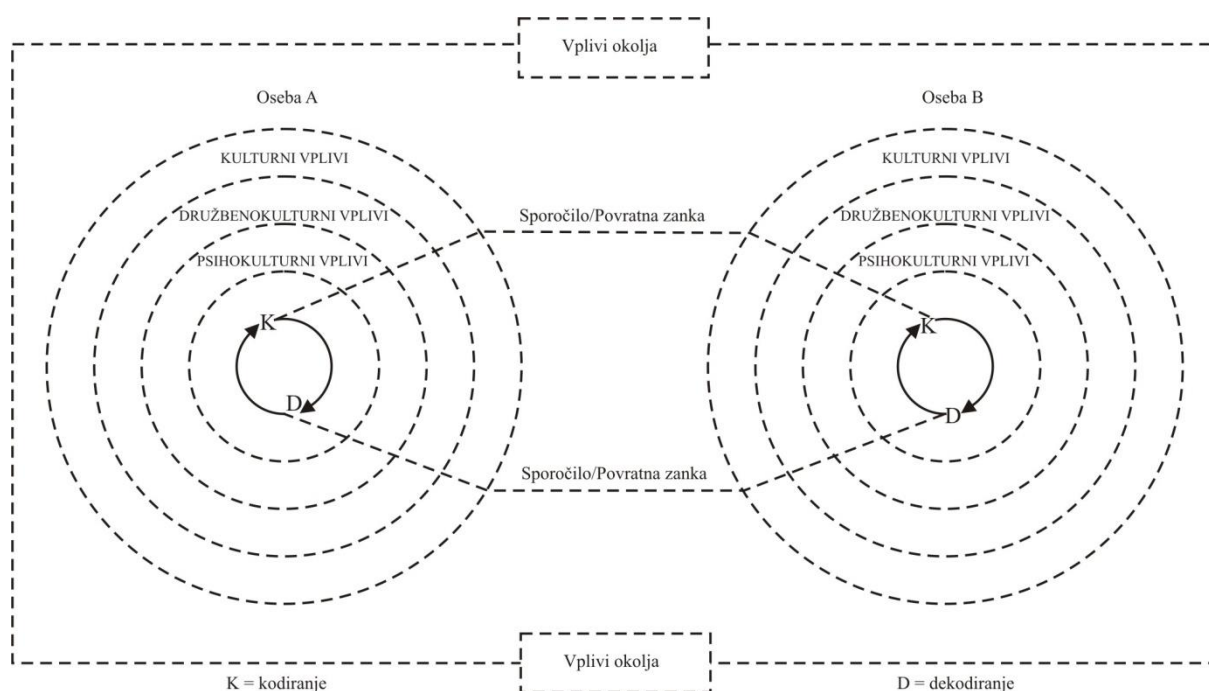 Vplivi okolja
Oseba A
Oseba B
KULTURNI VPLIVI
KULTURNI VPLIVI
DRUŽBENOKULTURNI VPLIVI
Sporočilo/Povratna zanka
DRUŽBENOKULTURNI VPLIVI
PSIHOKULTURNI VPLIVI
PSIHOKULTURNI VPLIVI
K
K
D
D
Sporočilo/Povratna zanka
Vplivi okolja
K = kodiranje
D = dekodiranje